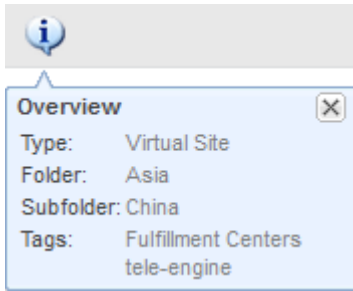 Overview
Type: Virtual Site
Folder: Asia
Subfolder: China
Tags: Fulfillment Centers
tele-engine